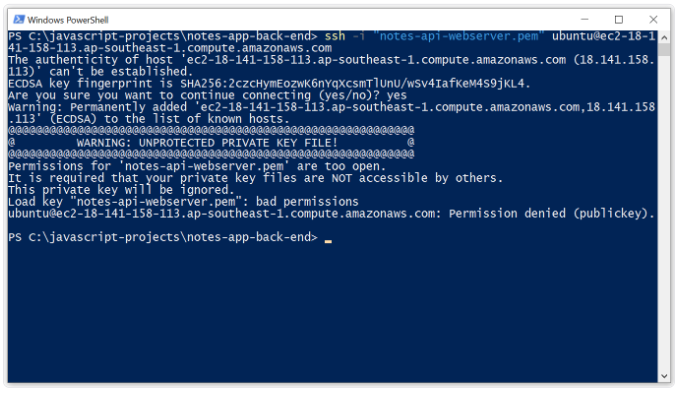 Windows PowerShell
PS C:\javascript-projects\notes-app-back-end> ssh -i "notes-api-webserver.pem" ubuntu@ec2-18-1
41-158-113.ap-southeast-1.compute.amazonaws.com
The authenticity of host 'ec2-18-141-158-113.ap-southeast-1.compute.amazonaws.com (18.141.158.
113)' can't be established.
ECDSA key fingerprint is SHA256:2czcHymEozwK6nYqXcsmTlUnU/wSv4IafKeM4S9jKL4.
Are you sure you want to continue connecting (yes/no)? yes
Warning: Permanently added 'ec2-18-141-158-113.ap-southeast-1.compute.amazonaws.com,18.141.158
.113' (ECDSA) to the list of known hosts.
@@@@@@@@@@@@@@@@@@@@@@@@@@@@@@@@@@@@@@@@@@@@@@@@@@@@@@@@@@@
@         WARNING: UNPROTECTED PRIVATE KEY FILE!          @
@@@@@@@@@@@@@@@@@@@@@@@@@@@@@@@@@@@@@@@@@@@@@@@@@@@@@@@@@@@
Permissions for 'notes-api-webserver.pem' are too open.
It is required that your private key files are NOT accessible by others.
This private key will be ignored.
Load key "notes-api-webserver.pem": bad permissions
ubuntu@ec2-18-141-158-113.ap-southeast-1.compute.amazonaws.com: Permission denied (publickey).
PS C:\javascript-projects\notes-app-back-end>